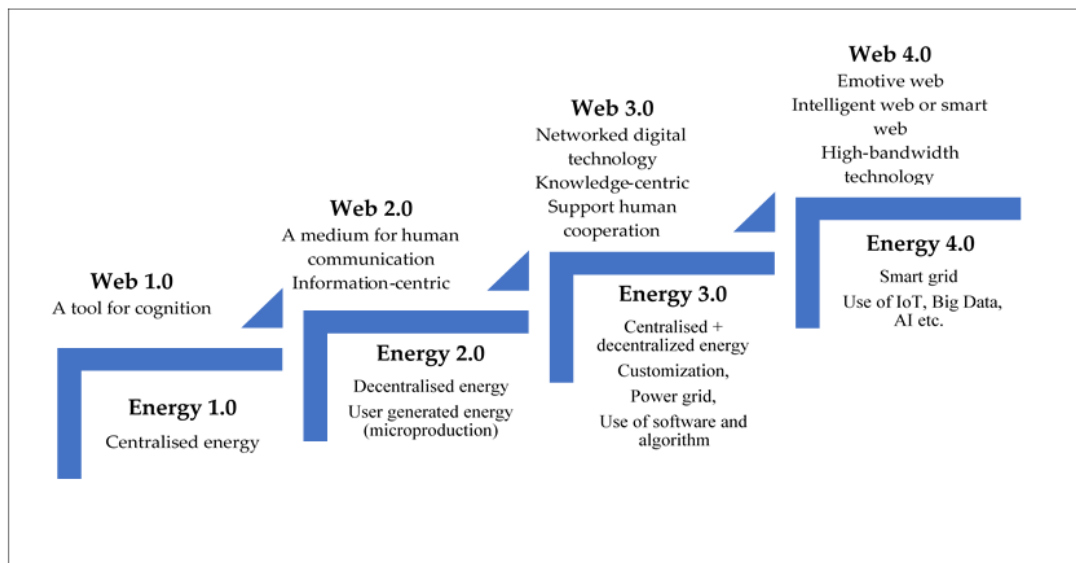 Web 1.0
A tool for cognition
Energy 1.0
Centralised energy
Web 2.0
A medium for human
communication
Information-centric
Energy 2.0
Decentralised energy
User generated energy
(microproduction)
Web 3.0
Networked digital
technology
Knowledge-centric
Support human
cooperation
Energy 3.0
Centralised +
decentralized energy
Customization,
Power grid,
Use of software and
algorithm
Web 4.0
Emotive web
Intelligent web or smart
web
High-bandwidth
technology
Energy 4.0
Smart grid
Use of IoT, Big Data,
AI etc.